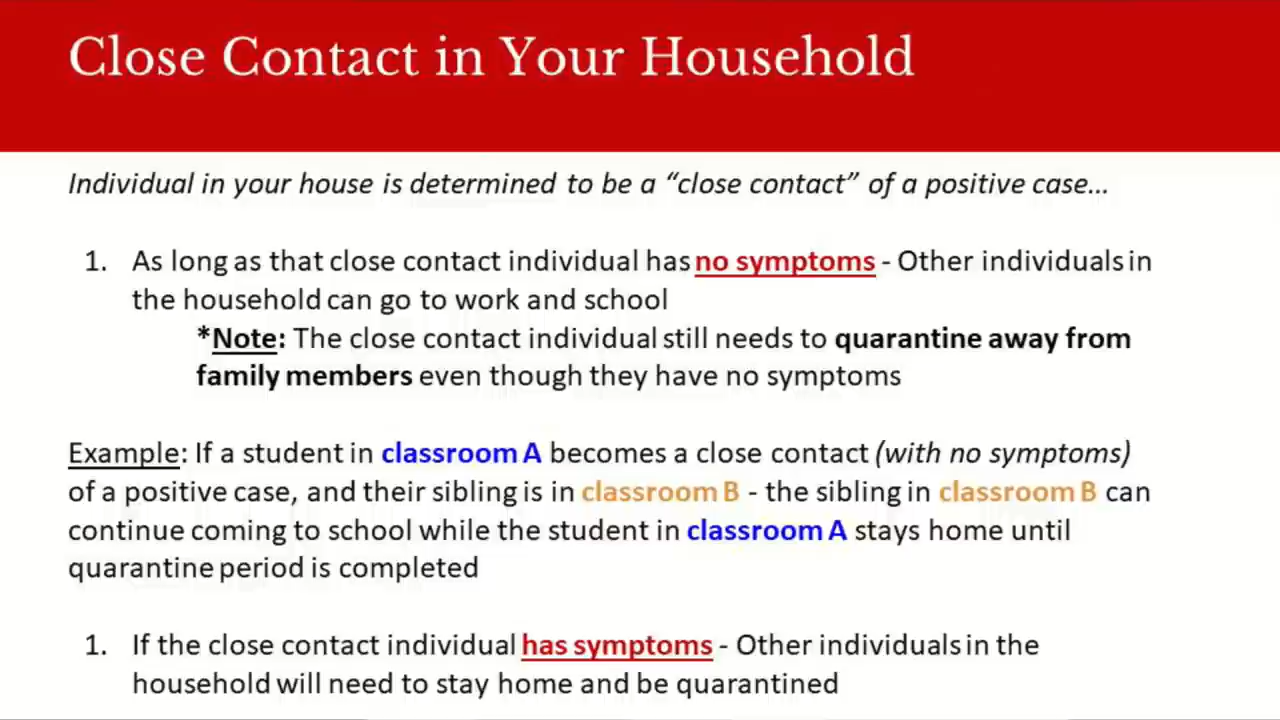 Close Contact in Your Household
Individual in your house is determined to be a “close contact” of a positive case…
1. As long as that close contact individual has no symptoms - Other individuals in
the household can go to work and school
*Note: The close contact individual still needs to quarantine away from
family members even though they have no symptoms
Example: If a student in classroom A becomes a close contact (with no symptoms)
of a positive case, and their sibling is in classroom B - the sibling in classroom B can
continue coming to school while the student in classroom A stays home until
quarantine period is completed
1. If the close contact individual has symptoms - Other individuals in the
household will need to stay home and be quarantined